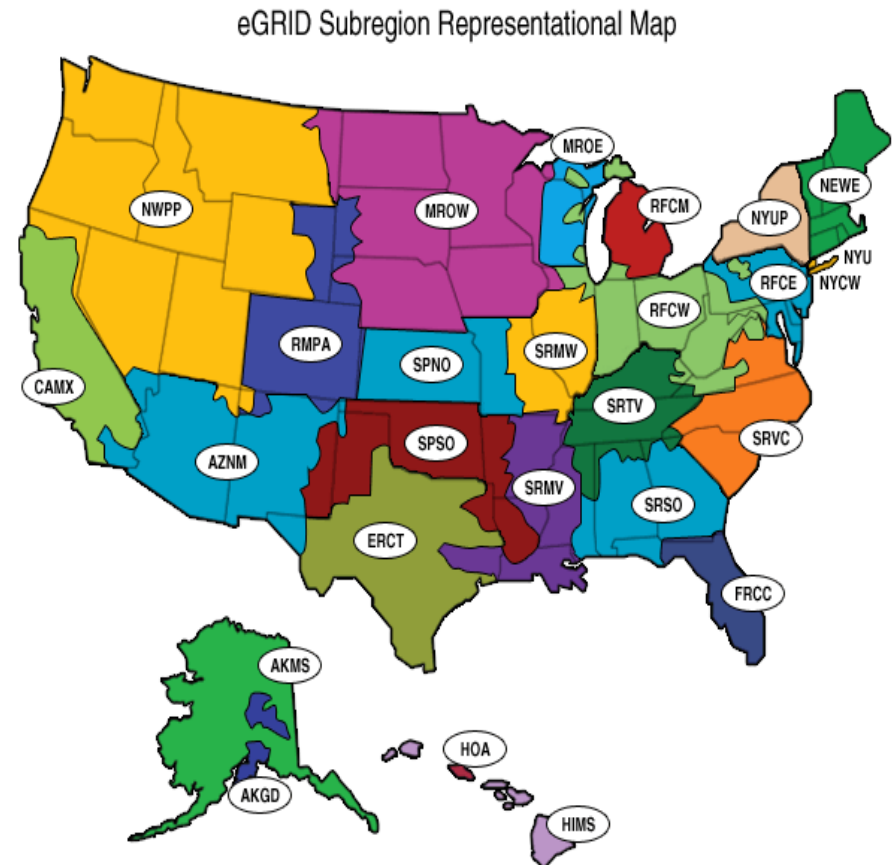 eGRID Subregion Representational Map
MROE
NWPP
MROW
RFCM
NYUP
NEWE
NYU
NYCW
RFCE
RFCW
RMPA
SPNO
SRMW
CAMX
SRTV
SRVC
AZNM
SPSO
SRMV
SRSO
ERCT
FRCC
AKMS
HOA
AKGD
HIMS